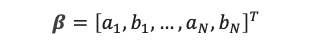 𝜷 = [𝑎₁, 𝑏₁, … , 𝑎_N, 𝑏_N]^T